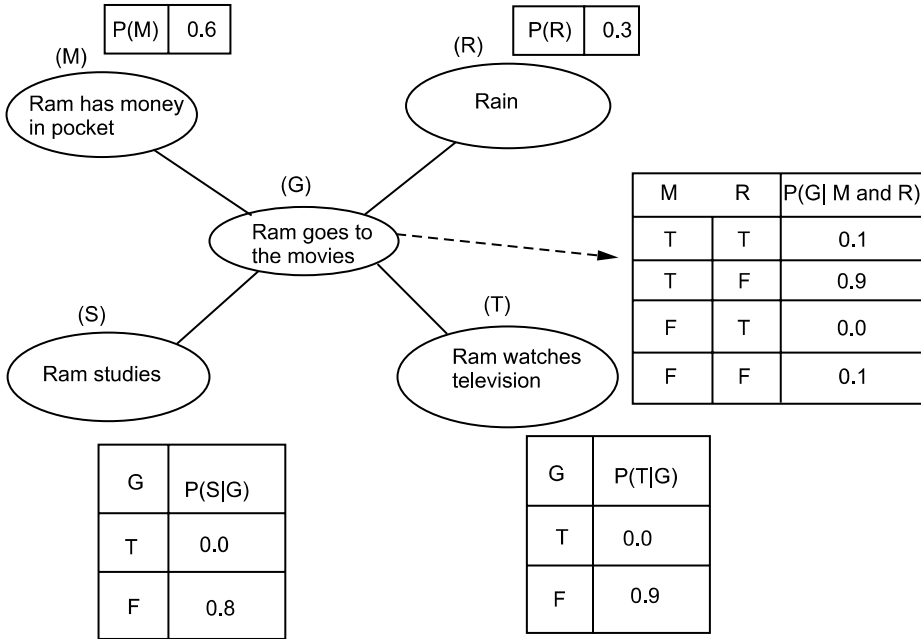 P(M) 0.6
P(R) 0.3
(M)
(R)
Ram has money
in pocket
Rain
(G)
Ram goes to
the movies
M R P(G| M and R)
T T 0.1
T F 0.9
F T 0.0
F F 0.1
(S)
(T)
Ram studies
Ram watches
television
G P(S|G)
T 0.0
F 0.8
G P(T|G)
T 0.0
F 0.9